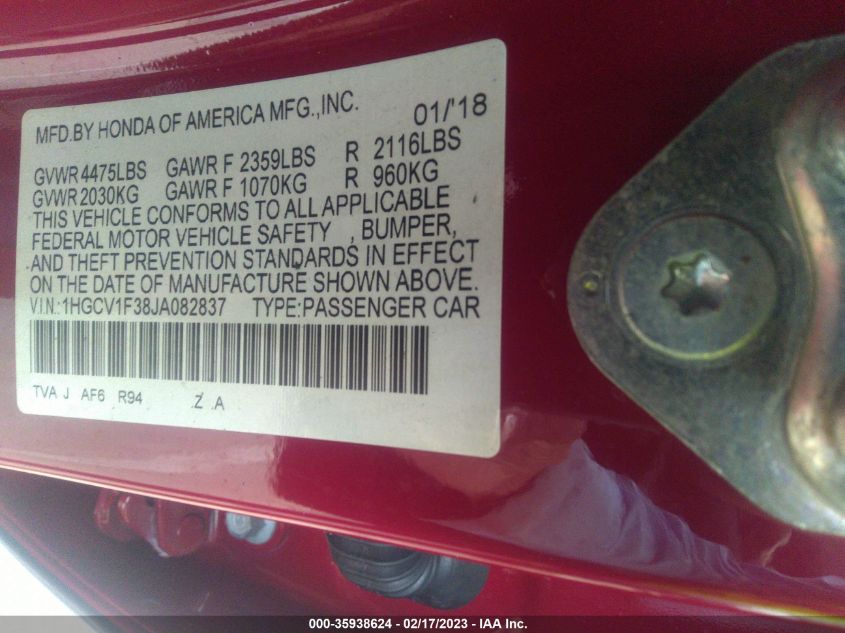 MFD.BY HONDA OF AMERICA MFG.,INC. 01/'18
GVWR 4475LBS GAWR F 2359LBS R 2116LBS
GVWR 2030KG GAWR F 1070KG R 960KG
THIS VEHICLE CONFORMS TO ALL APPLICABLE
FEDERAL MOTOR VEHICLE SAFETY , BUMPER,
AND THEFT PREVENTION STANDARDS IN EFFECT
ON THE DATE OF MANUFACTURE SHOWN ABOVE.
V.I.N.:1HGCV1F38JA082837 TYPE:PASSENGER CAR
TVA J AF6 R94 Z A
000-35938624 - 02/17/2023 - IAA Inc.